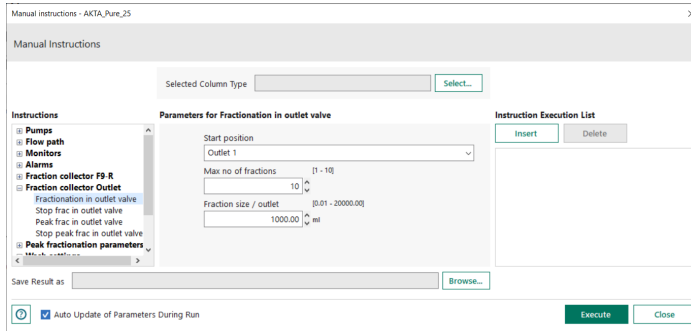 Manual instructions - AKTA_Pure_25
Manual Instructions
Selected Column Type
Select...
Instructions
Pumps
Flow path
Monitors
Alarms
Fraction collector F9-R
Fraction collector Outlet
Fractionation in outlet valve
Stop frac in outlet valve
Peak frac in outlet valve
Stop peak frac in outlet valve
Peak fractionation parameters
Parameters for Fractionation in outlet valve
Start position
Outlet 1
Max no of fractions [1 - 10]
10
Fraction size / outlet [0.01 - 20000.00]
1000.00 ml
Instruction Execution List
Insert Delete
Save Result as
Browse...
Auto Update of Parameters During Run
Execute Close